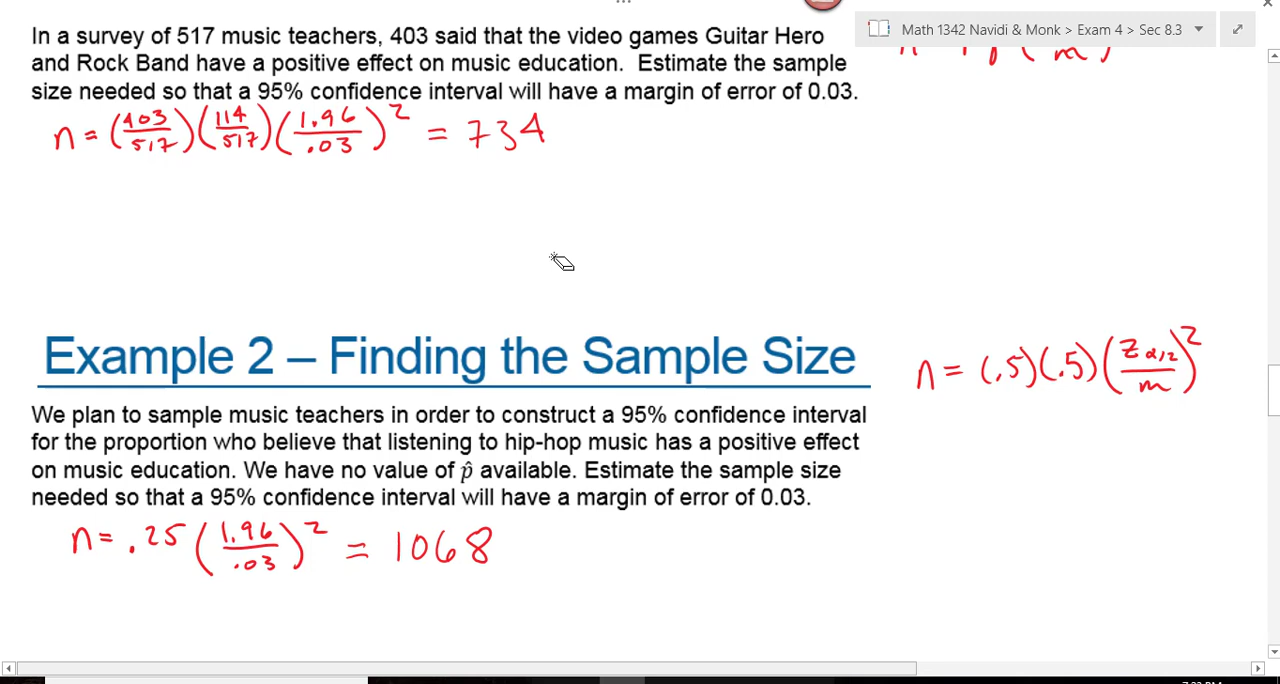 Math 1342 Navidi & Monk > Exam 4 > Sec 8.3
In a survey of 517 music teachers, 403 said that the video games Guitar Hero
and Rock Band have a positive effect on music education. Estimate the sample
size needed so that a 95% confidence interval will have a margin of error of 0.03.
n = (403/517)(114/517)(1.96/.03)² = 734
Example 2 – Finding the Sample Size
n = (.5)(.5)(z α/2 / m)²
We plan to sample music teachers in order to construct a 95% confidence interval
for the proportion who believe that listening to hip-hop music has a positive effect
on music education. We have no value of p̂ available. Estimate the sample size
needed so that a 95% confidence interval will have a margin of error of 0.03.
n = .25 (1.96/.03)² = 1068